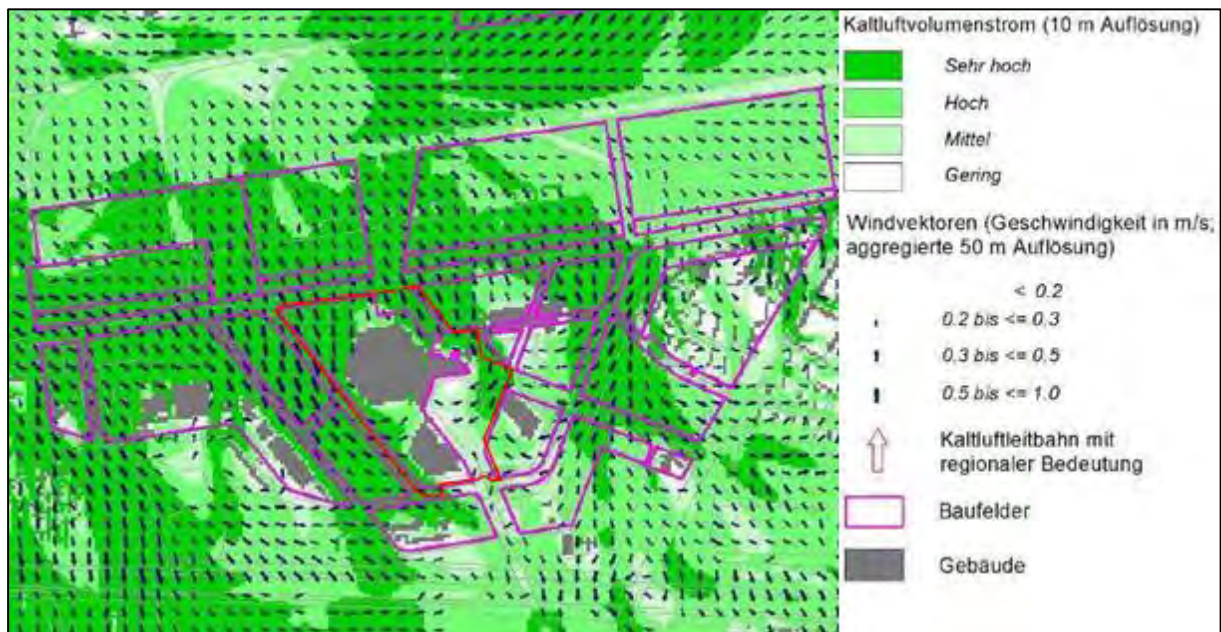 Kaltluftvolumenstrom (10 m Auflösung)
Sehr hoch
Hoch
Mittel
Gering
Windvektoren (Geschwindigkeit in m/s;
aggregierte 50 m Auflösung)
< 0.2
0.2 bis <= 0.3
0.3 bis <= 0.5
0.5 bis <= 1.0
Kaltluftleitbahn mit
regionaler Bedeutung
Baufelder
Gebäude